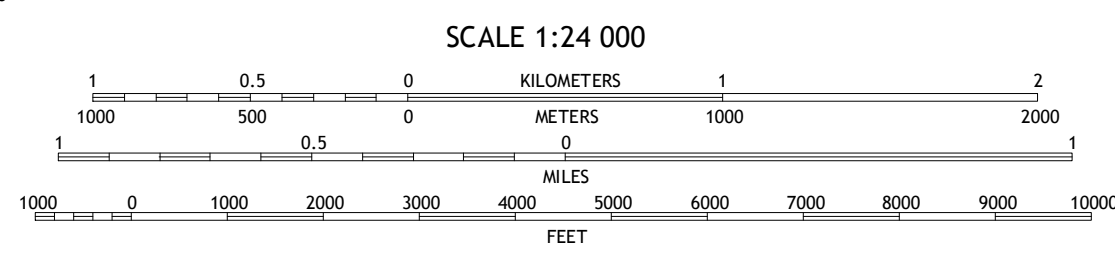 SCALE 1:24 000
1 0.5 0 KILOMETERS 1 2
1000 500 0 METERS 1000 2000
1 0.5 0 1
MILES
1000 0 1000 2000 3000 4000 5000 6000 7000 8000 9000 10000
FEET